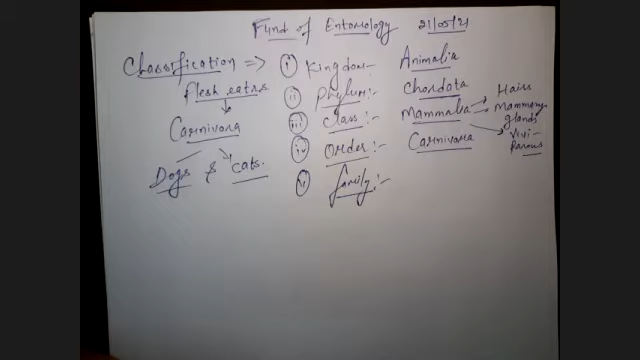 Fund of Entomology 21/05/21
Classification => i) Kingdom:- Animalia
Flesh eaters ii) Phylum:- Chordata
Carnivora iii) Class:- Mammalia
Hairs
Mammary
glands
Vivi-
Parous
Dogs & cats. iv) Order:- Carnivora
v) family:-